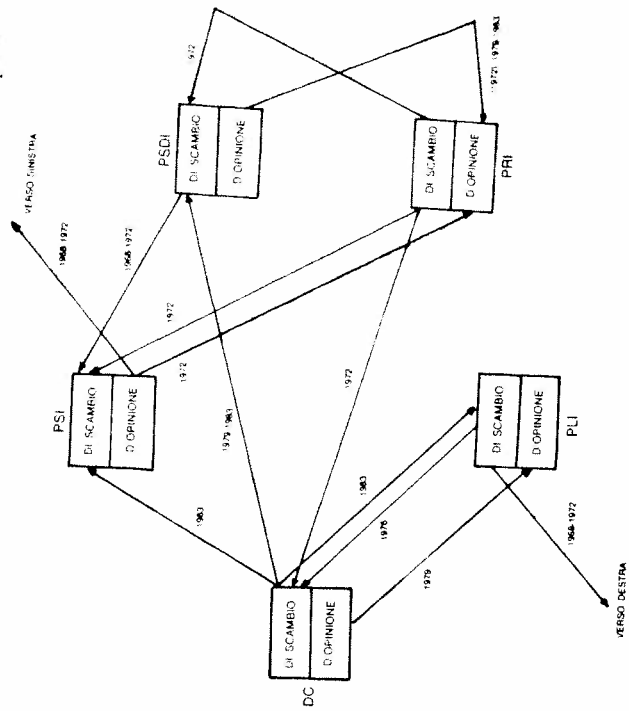 VERSO SINISTRA
1968-1972
PSI
DI SCAMBIO
D'OPINIONE
1968-1972
PSDI
DI SCAMBIO
D'OPINIONE
1972
1983
1979-1983
1972
1972
1972
1979
1983
DC
DI SCAMBIO
D'OPINIONE
1983
1976
1979
PLI
DI SCAMBIO
D'OPINIONE
PRI
DI SCAMBIO
D'OPINIONE
1968-1972
VERSO DESTRA